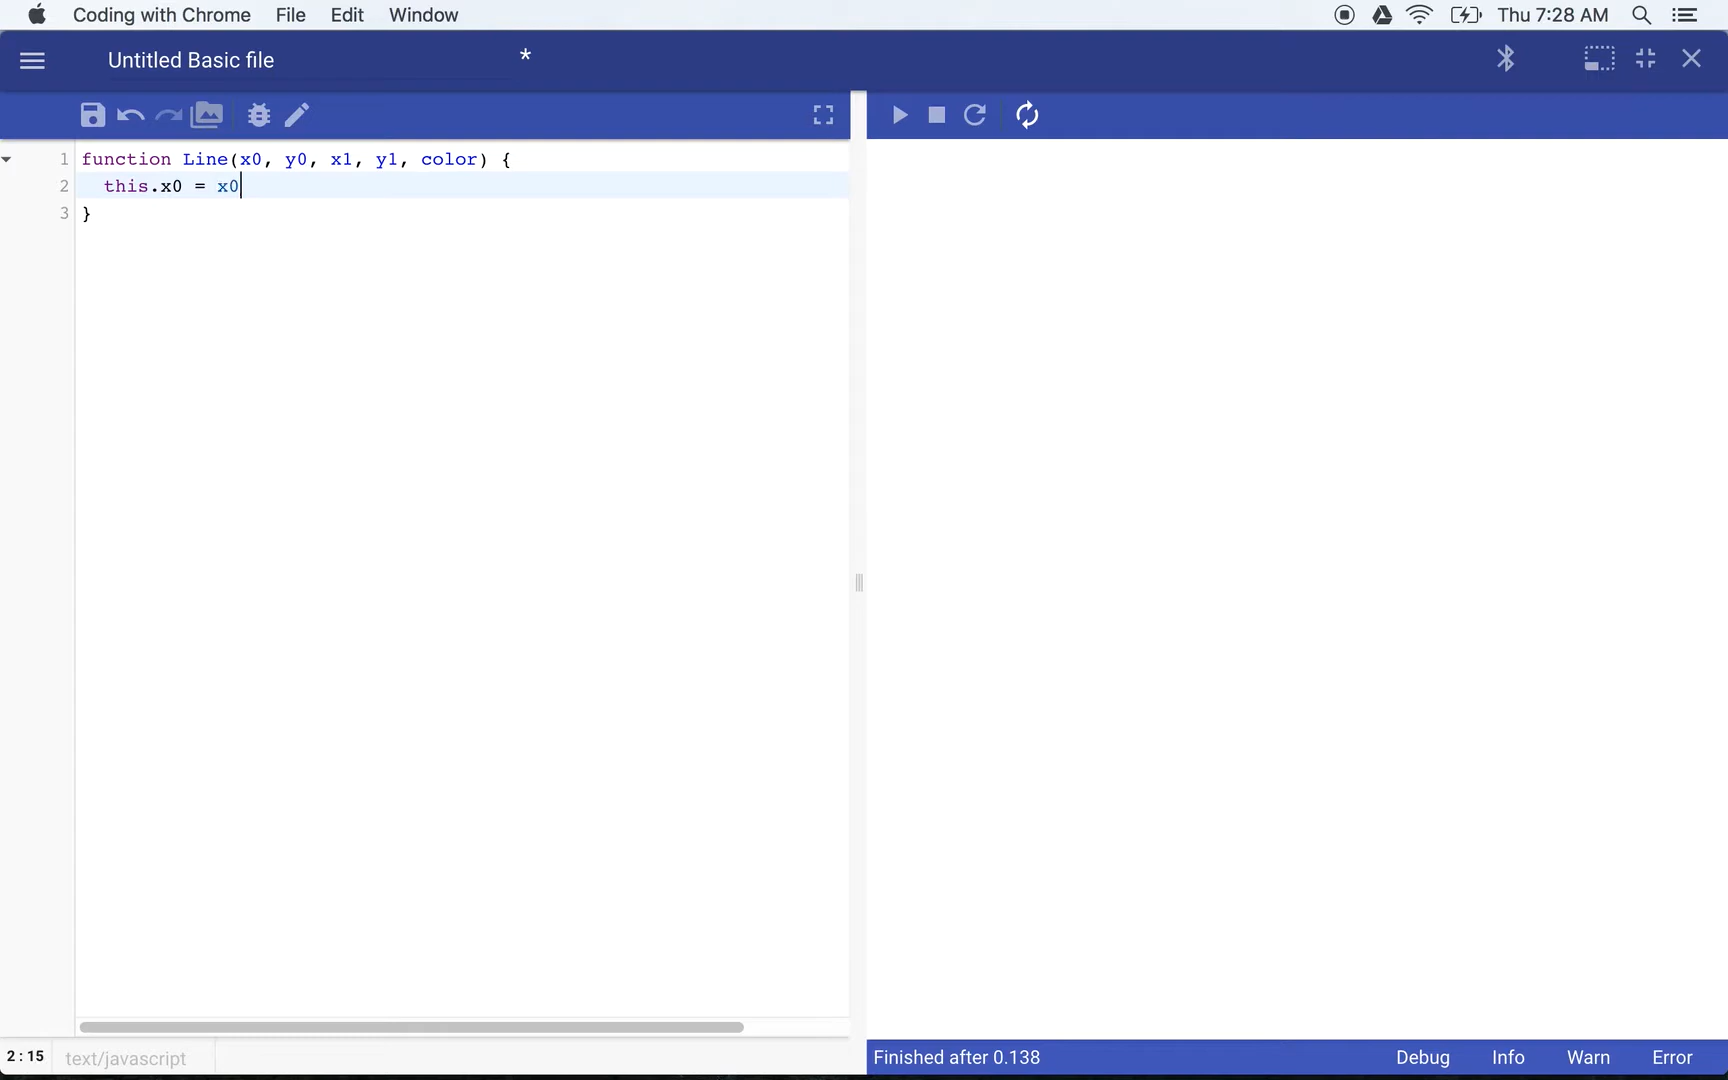 Coding with Chrome File Edit Window Thu 7:28 AM
Untitled Basic file *
1 function Line(x0, y0, x1, y1, color) {
2 this.x0 = x0
3 }
2 : 15 text/javascript Finished after 0.138 Debug Info Warn Error